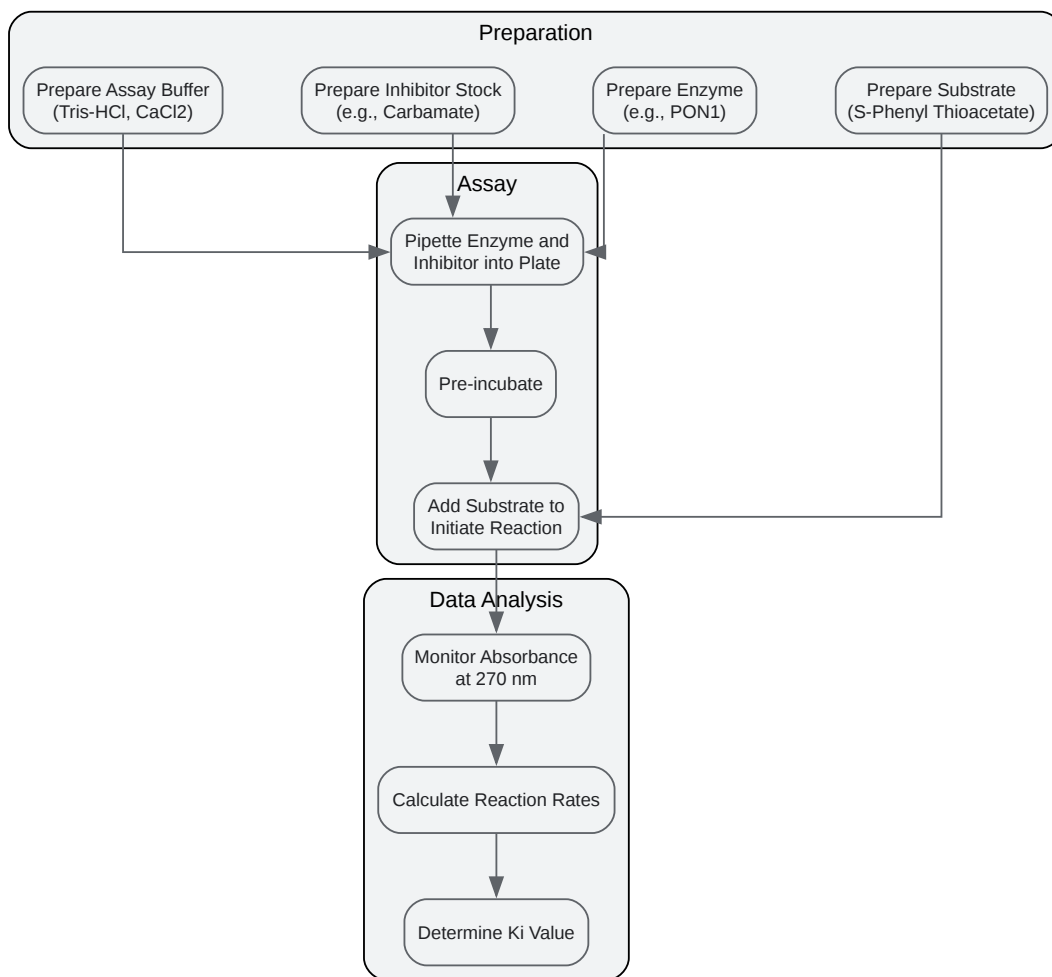 Preparation
Prepare Assay Buffer
(Tris-HCl, CaCl2)
Prepare Inhibitor Stock
(e.g., Carbamate)
Prepare Enzyme
(e.g., PON1)
Prepare Substrate
(S-Phenyl Thioacetate)
Assay
Pipette Enzyme and
Inhibitor into Plate
Pre-incubate
Add Substrate to
Initiate Reaction
Data Analysis
Monitor Absorbance
at 270 nm
Calculate Reaction Rates
Determine Ki Value